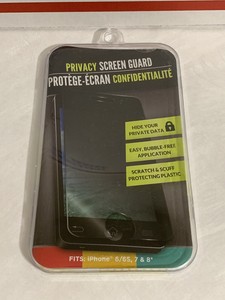 PRIVACY SCREEN GUARD
PROTÈGE-ÉCRAN CONFIDENTIALITÉ
HIDE YOUR
PRIVATE DATA
EASY, BUBBLE-FREE
APPLICATION
SCRATCH & SCUFF
PROTECTING PLASTIC
FITS: iPhone® 6/6S, 7 & 8*